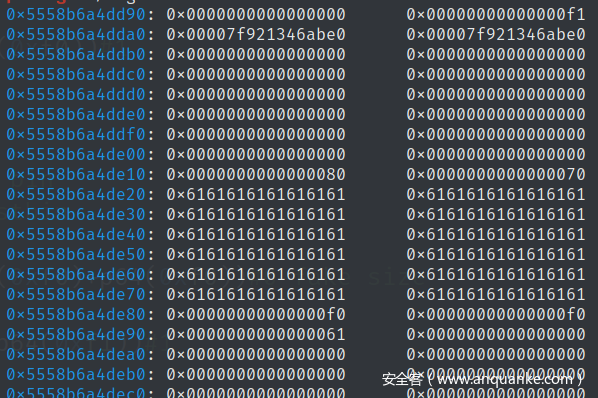 0x5558b6a4dd90: 0x0000000000000000 0x00000000000000f1
0x5558b6a4dda0: 0x00007f921346abe0 0x00007f921346abe0
0x5558b6a4ddb0: 0x0000000000000000 0x0000000000000000
0x5558b6a4ddc0: 0x0000000000000000 0x0000000000000000
0x5558b6a4ddd0: 0x0000000000000000 0x0000000000000000
0x5558b6a4dde0: 0x0000000000000000 0x0000000000000000
0x5558b6a4ddf0: 0x0000000000000000 0x0000000000000000
0x5558b6a4de00: 0x0000000000000000 0x0000000000000000
0x5558b6a4de10: 0x0000000000000080 0x0000000000000070
0x5558b6a4de20: 0x6161616161616161 0x6161616161616161
0x5558b6a4de30: 0x6161616161616161 0x6161616161616161
0x5558b6a4de40: 0x6161616161616161 0x6161616161616161
0x5558b6a4de50: 0x6161616161616161 0x6161616161616161
0x5558b6a4de60: 0x6161616161616161 0x6161616161616161
0x5558b6a4de70: 0x6161616161616161 0x6161616161616161
0x5558b6a4de80: 0x00000000000000f0 0x00000000000000f0
0x5558b6a4de90: 0x0000000000000061 0x0000000000000000
0x5558b6a4dea0: 0x0000000000000000 0x0000000000000000
0x5558b6a4deb0: 0x0000000000000000 0x0000000000000000
0x5558b6a4dec0: 0x0000000000000000 0x0000000000000000
安全客 ( www.anquanke.com )